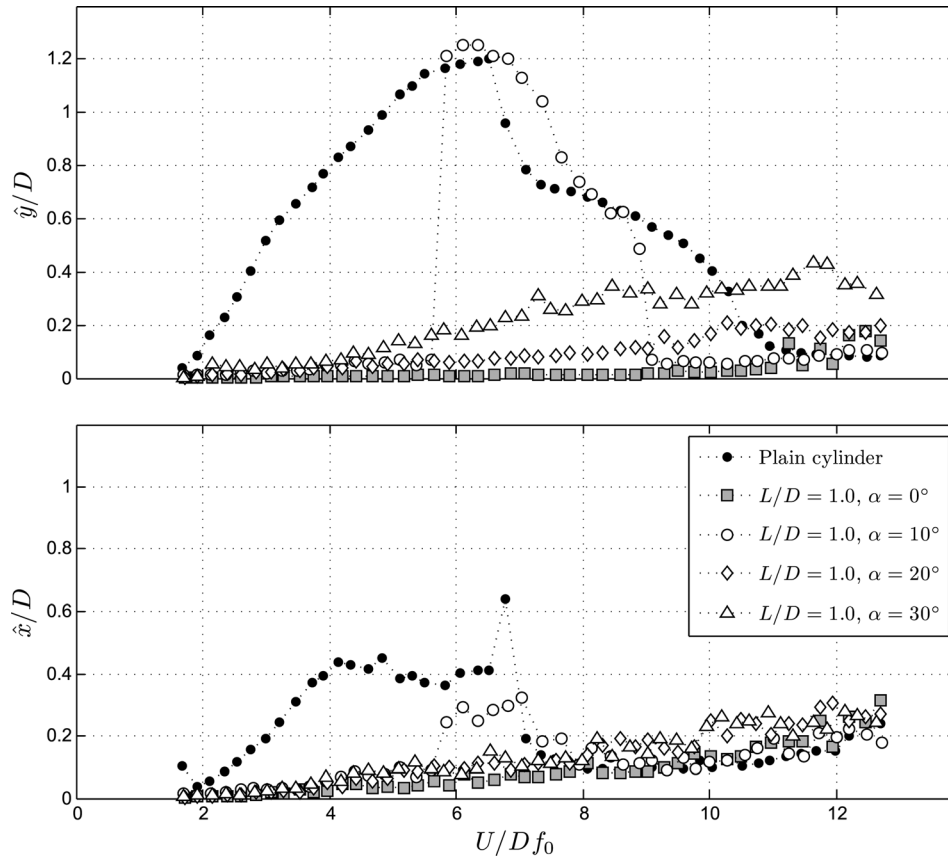 1.2
1
0.8
0.6
0.4
0.2
0
ŷ/D
1
0.8
0.6
0.4
0.2
0
x̂/D
0
2
4
6
8
10
12
U/Df₀
Plain cylinder
L/D = 1.0, α = 0°
L/D = 1.0, α = 10°
L/D = 1.0, α = 20°
L/D = 1.0, α = 30°